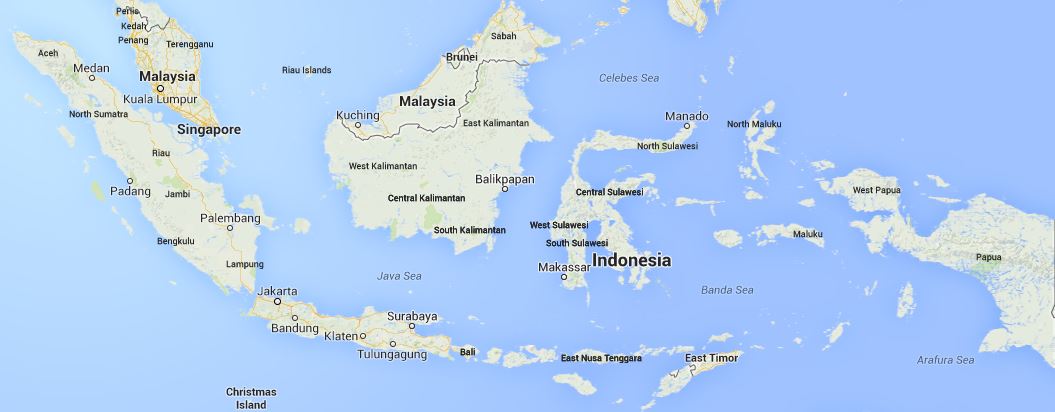 Perlis
Kedah
Penang
Terengganu
Sabah
Aceh
Brunei
Medan
Malaysia
Riau Islands
Celebes Sea
Kuala Lumpur
Malaysia
North Sumatra
Kuching
Manado
Singapore
East Kalimantan
North Maluku
Riau
North Sulawesi
West Kalimantan
Padang
Jambi
Balikpapan
Central Kalimantan
Central Sulawesi
West Papua
Palembang
South Kalimantan
West Sulawesi
Maluku
Bengkulu
South Sulawesi
Papua
Lampung
Makassar
Indonesia
Java Sea
Jakarta
Banda Sea
Bandung
Surabaya
Klaten
Tulungagung
Bali
East Nusa Tenggara
East Timor
Arafura Sea
Christmas
Island